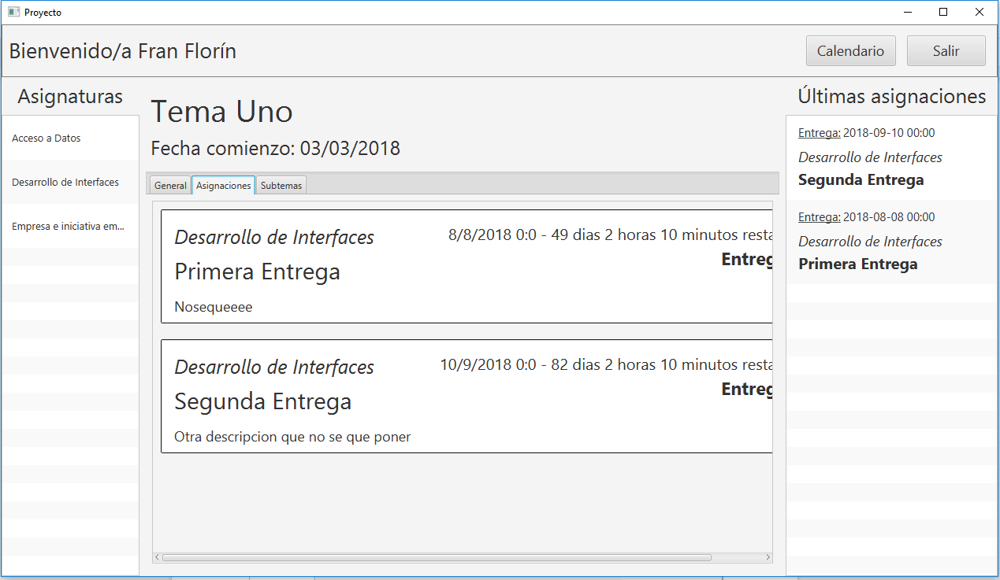 Proyecto
Bienvenido/a Fran Florín
Calendario
Salir
Asignaturas
Acceso a Datos
Desarrollo de Interfaces
Empresa e iniciativa em...
Tema Uno
Fecha comienzo: 03/03/2018
General
Asignaciones
Subtemas
Desarrollo de Interfaces
8/8/2018 0:0 - 49 dias 2 horas 10 minutos resta
Entreg
Primera Entrega
Nosequeeee
Desarrollo de Interfaces
10/9/2018 0:0 - 82 dias 2 horas 10 minutos resta
Entreg
Segunda Entrega
Otra descripcion que no se que poner
Últimas asignaciones
Entrega: 2018-09-10 00:00
Desarrollo de Interfaces
Segunda Entrega
Entrega: 2018-08-08 00:00
Desarrollo de Interfaces
Primera Entrega